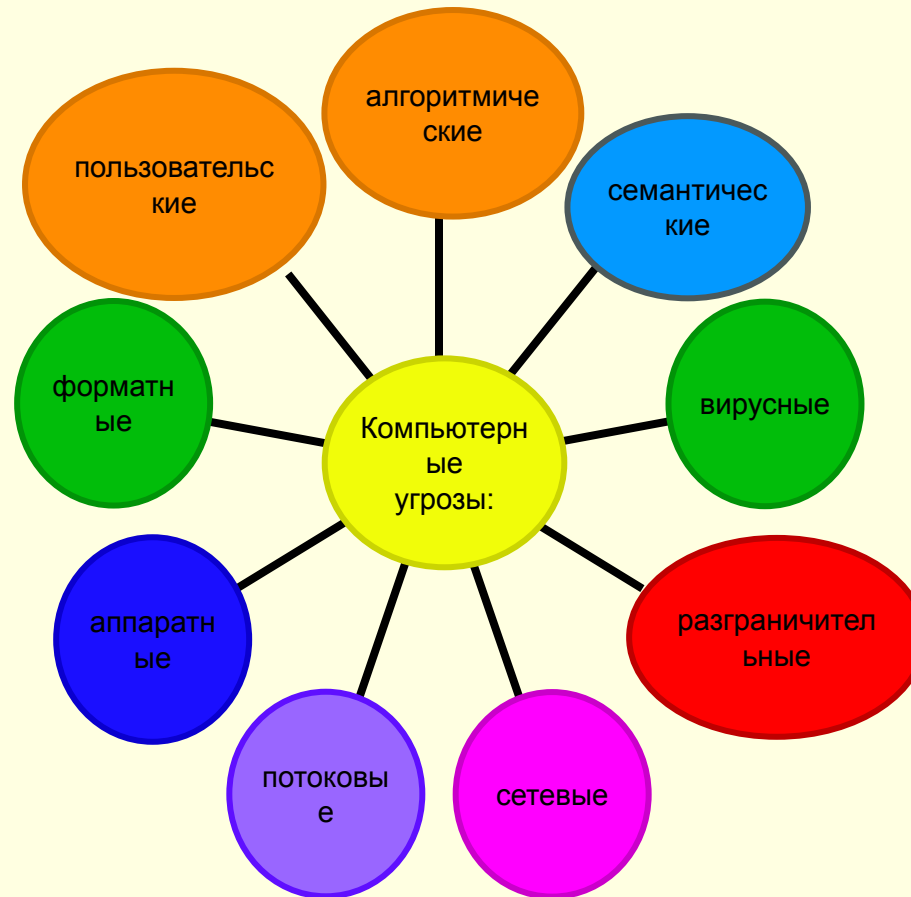 алгоритмиче
ские
пользовательс
кие
семантичес
кие
форматн
ые
вирусные
Компьютерн
ые
угрозы:
аппаратн
ые
разграничител
ьные
потоковы
е
сетевые